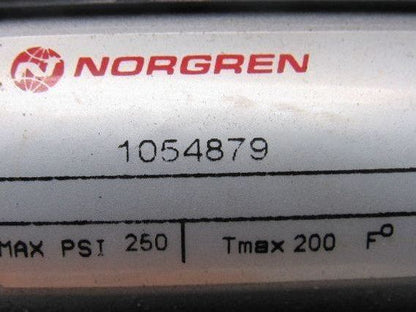 NORGREN
1054879
MAX PSI 250 | Tmax 200 F°